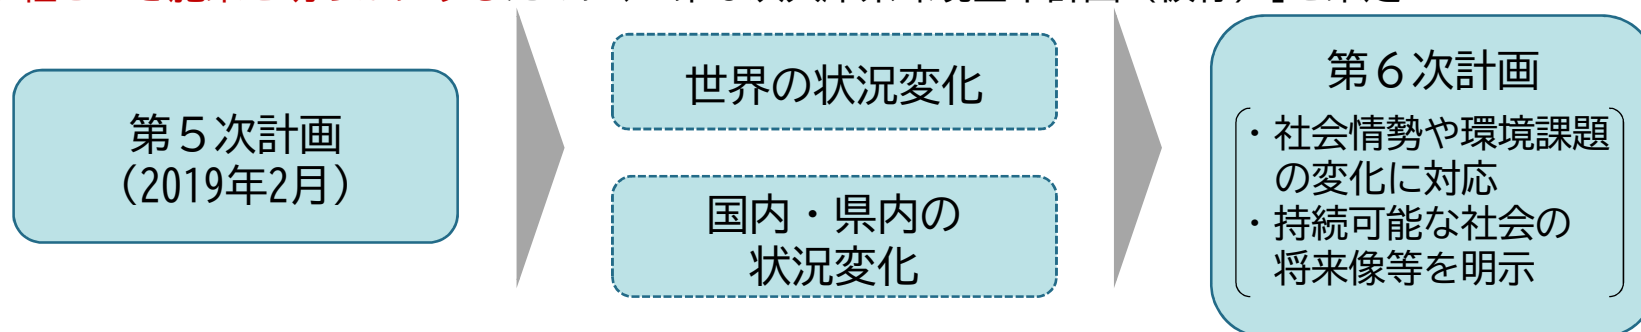 第５次計画
（2019年2月）
世界の状況変化
国内・県内の
状況変化
第６次計画
・社会情勢や環境課題
の変化に対応
・持続可能な社会の
将来像等を明示